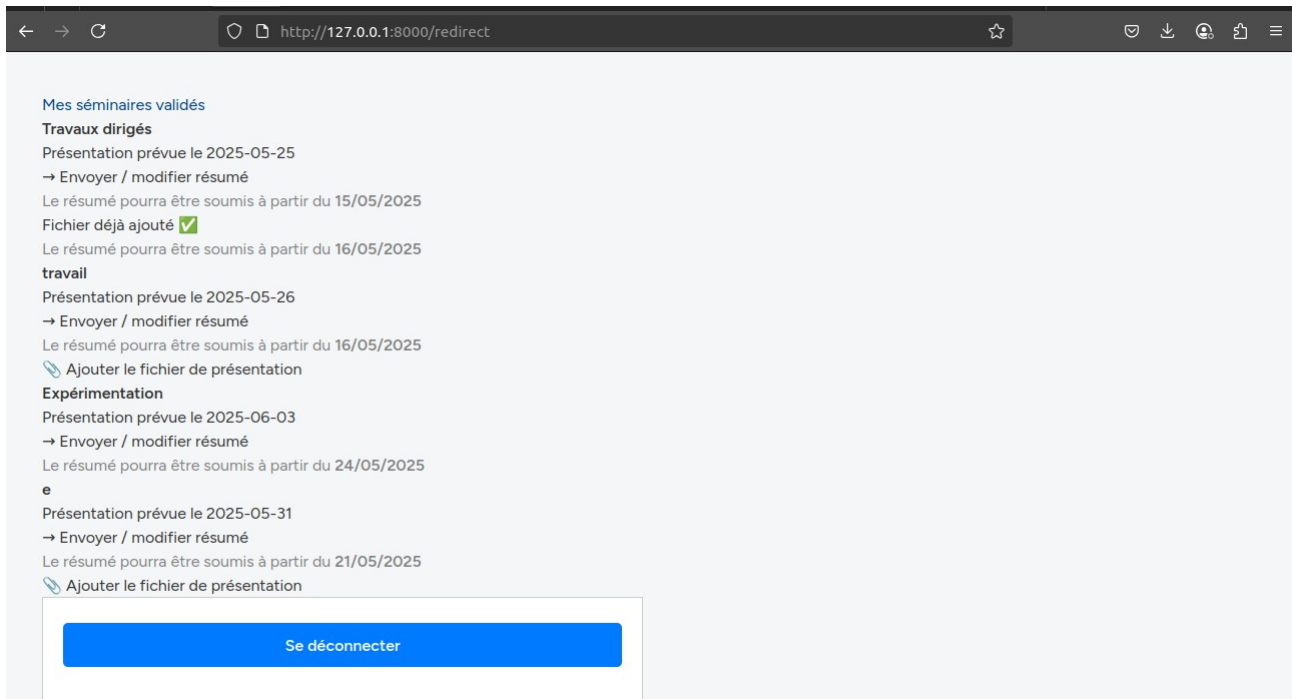 http://127.0.0.1:8000/redirect
Mes séminaires validés
Travaux dirigés
Présentation prévue le 2025-05-25
→ Envoyer / modifier résumé
Le résumé pourra être soumis à partir du 15/05/2025
Fichier déjà ajouté ✅
Le résumé pourra être soumis à partir du 16/05/2025
travail
Présentation prévue le 2025-05-26
→ Envoyer / modifier résumé
Le résumé pourra être soumis à partir du 16/05/2025
📎 Ajouter le fichier de présentation
Expérimentation
Présentation prévue le 2025-06-03
→ Envoyer / modifier résumé
Le résumé pourra être soumis à partir du 24/05/2025
e
Présentation prévue le 2025-05-31
→ Envoyer / modifier résumé
Le résumé pourra être soumis à partir du 21/05/2025
📎 Ajouter le fichier de présentation
Se déconnecter